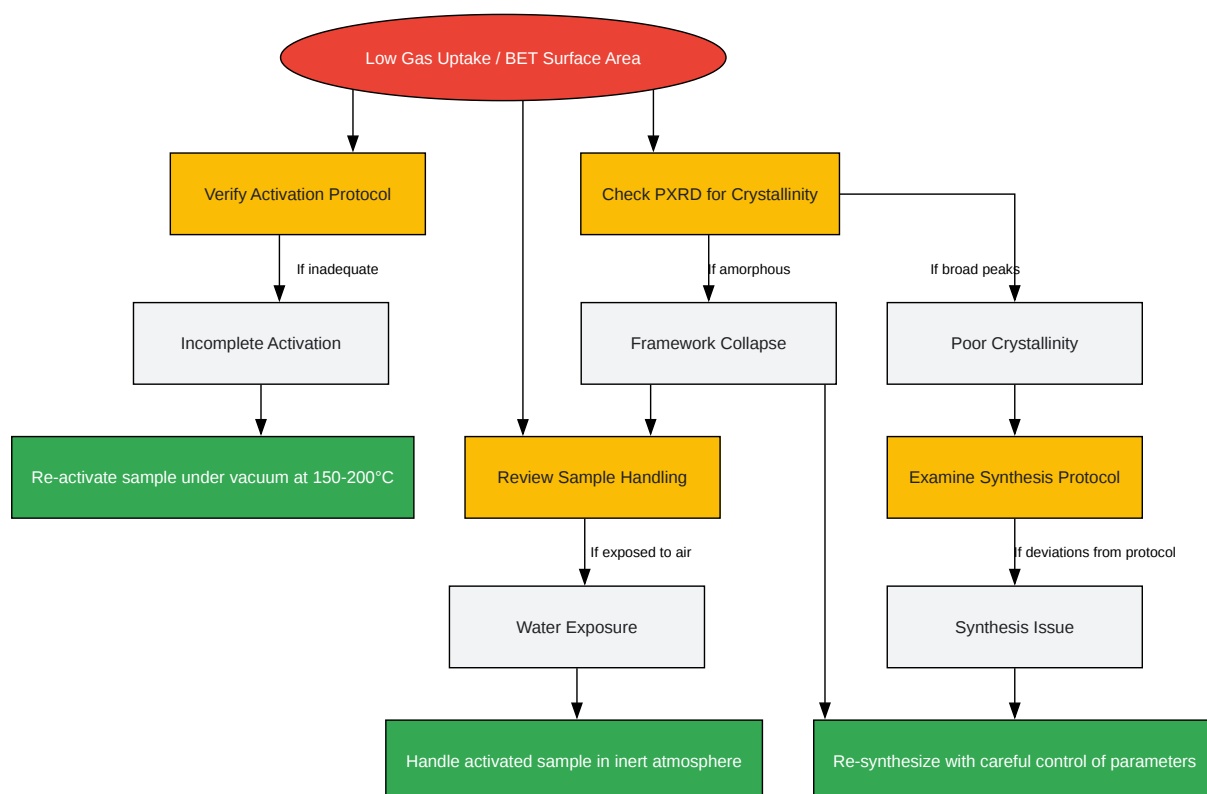 Low Gas Uptake / BET Surface Area
Verify Activation Protocol
Check PXRD for Crystallinity
If inadequate
If amorphous
If broad peaks
Incomplete Activation
Framework Collapse
Poor Crystallinity
Re-activate sample under vacuum at 150-200°C
Review Sample Handling
Examine Synthesis Protocol
If exposed to air
If deviations from protocol
Water Exposure
Synthesis Issue
Handle activated sample in inert atmosphere
Re-synthesize with careful control of parameters